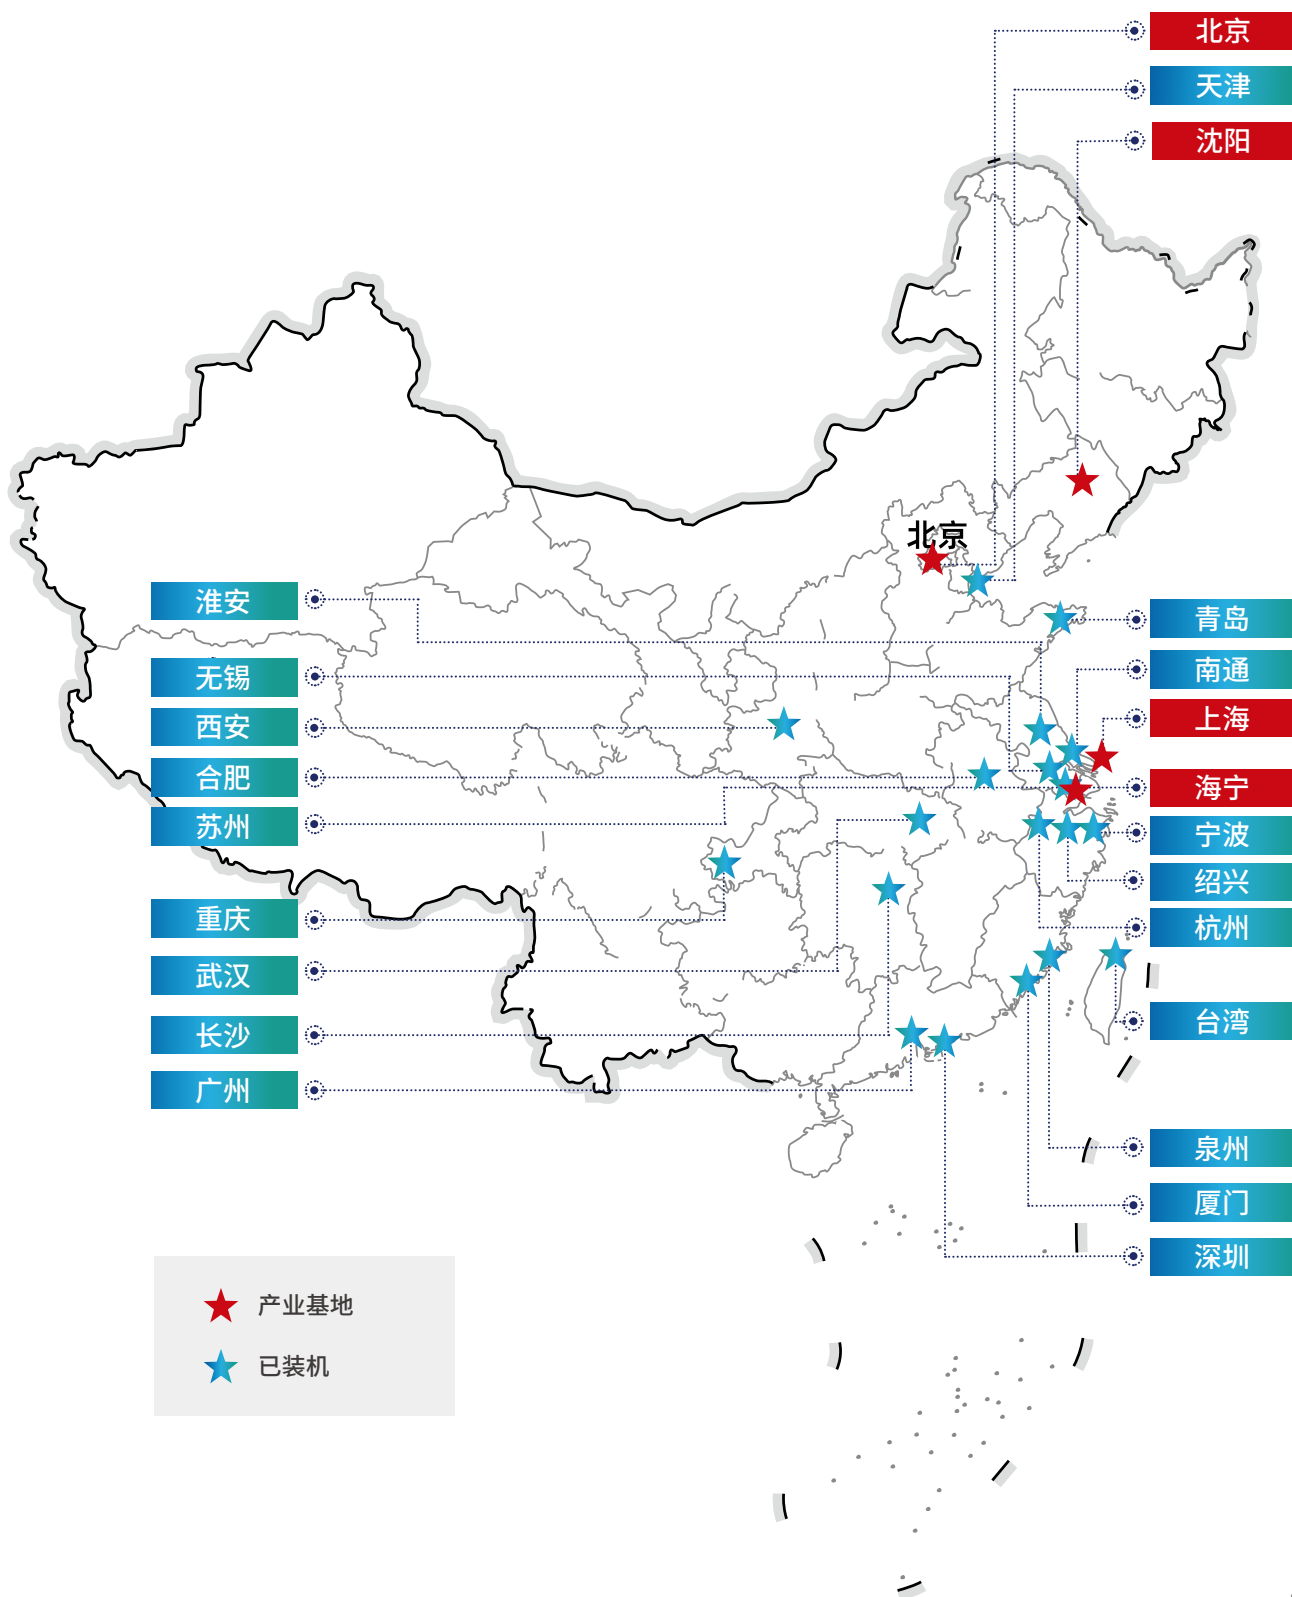 北京
天津
沈阳
北京
淮安
无锡
西安
合肥
苏州
重庆
武汉
长沙
广州
青岛
南通
上海
海宁
宁波
绍兴
杭州
台湾
泉州
厦门
深圳
产业基地
已装机